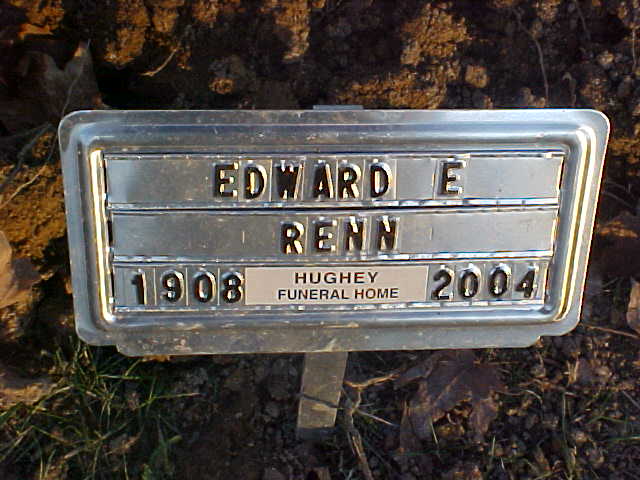 EDWARD E
RENN
1908 HUGHEY FUNERAL HOME 2004